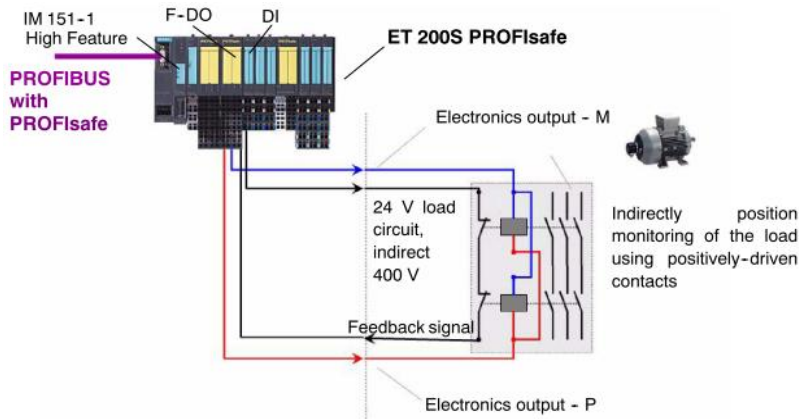 IM 151-1
High Feature
F-DO
DI
ET 200S PROFIsafe
PROFIBUS
with
PROFIsafe
Electronics output - M
24 V load
circuit,
indirect
400 V
Indirectly position
monitoring of the load
using positively-driven
contacts
Feedback signal
Electronics output - P